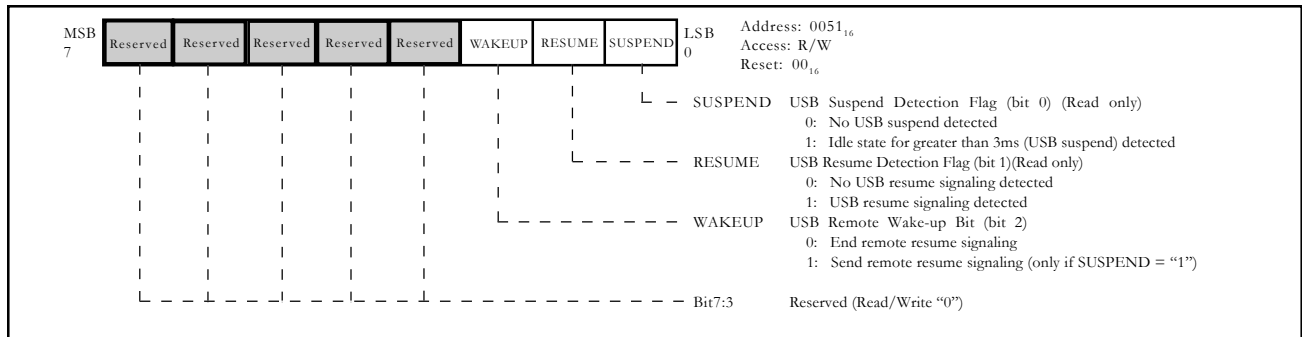 MSB
7
Reserved Reserved Reserved Reserved Reserved WAKEUP RESUME SUSPEND
LSB
0
Address: 0051₁₆
Access: R/W
Reset: 00₁₆
SUSPEND USB Suspend Detection Flag (bit 0) (Read only)
0: No USB suspend detected
1: Idle state for greater than 3ms (USB suspend) detected
RESUME USB Resume Detection Flag (bit 1)(Read only)
0: No USB resume signaling detected
1: USB resume signaling detected
WAKEUP USB Remote Wake-up Bit (bit 2)
0: End remote resume signaling
1: Send remote resume signaling (only if SUSPEND = “1”)
Bit7:3 Reserved (Read/Write “0”)